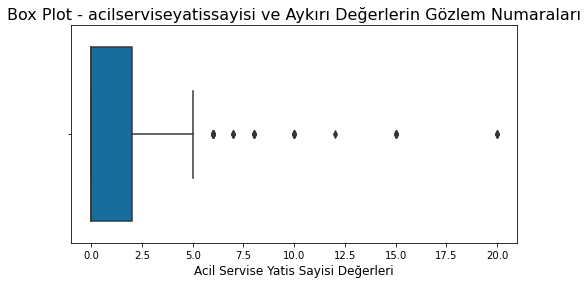 Box Plot - acilserviseyatissayisi ve Aykırı Değerlerin Gözlem Numaraları
0.0 2.5 5.0 7.5 10.0 12.5 15.0 17.5 20.0
Acil Servise Yatis Sayisi Değerleri